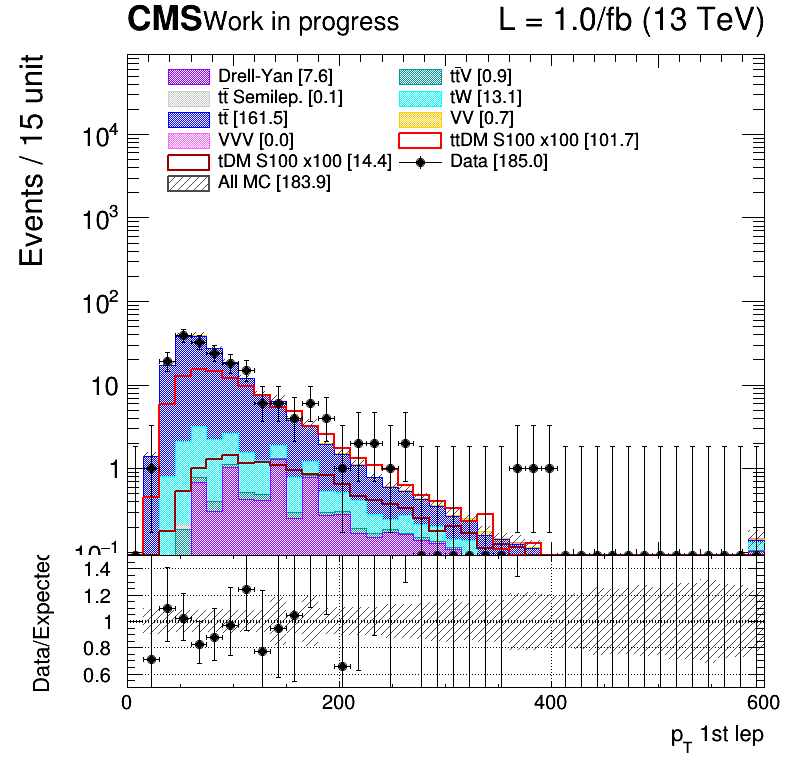 CMS Work in progress L = 1.0/fb (13 TeV)
Drell-Yan [7.6] tt̄V [0.9]
tt̄ Semilep. [0.1] tW [13.1]
tt̄ [161.5] VV [0.7]
VVV [0.0] ttDM S100 x100 [101.7]
tDM S100 x100 [14.4] Data [185.0]
All MC [183.9]
Events / 15 unit
10⁴
10³
10²
10
1
10⁻¹
Data/Expected
1.4
1.2
1
0.8
0.6
0 200 400 600
p_T 1st lep